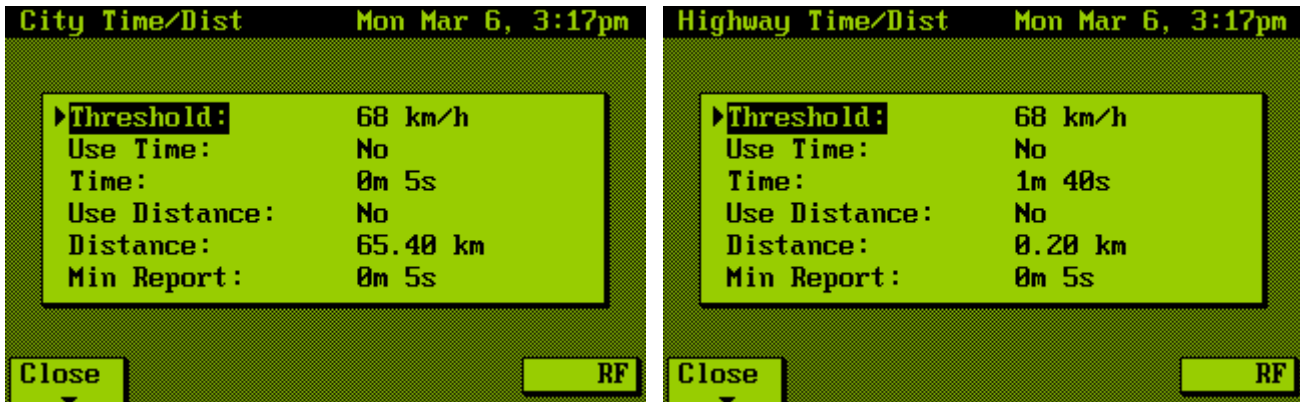 City Time/Dist Mon Mar 6, 3:17pm
Threshold: 68 km/h
Use Time: No
Time: 0m 5s
Use Distance: No
Distance: 65.40 km
Min Report: 0m 5s
Close RF
Highway Time/Dist Mon Mar 6, 3:17pm
Threshold: 68 km/h
Use Time: No
Time: 1m 40s
Use Distance: No
Distance: 0.20 km
Min Report: 0m 5s
Close RF